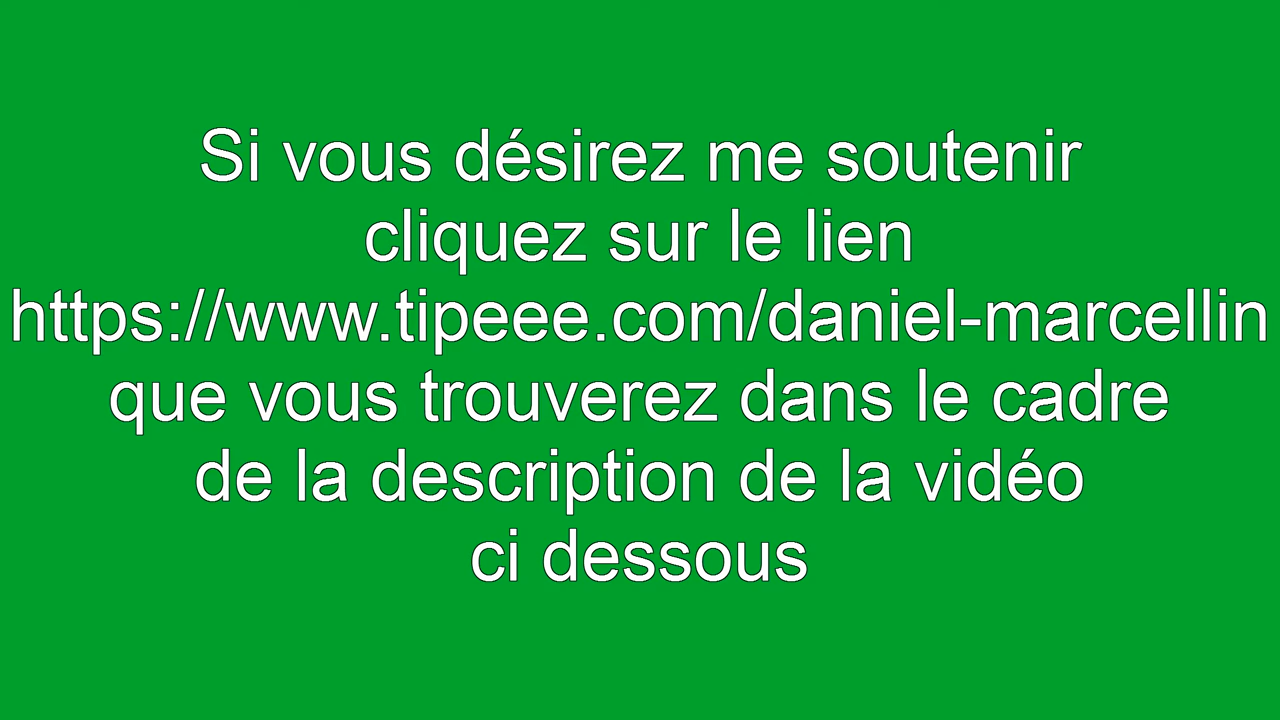 Si vous désirez me soutenir
cliquez sur le lien
https://www.tipeee.com/daniel-marcellin
que vous trouverez dans le cadre
de la description de la vidéo
ci dessous